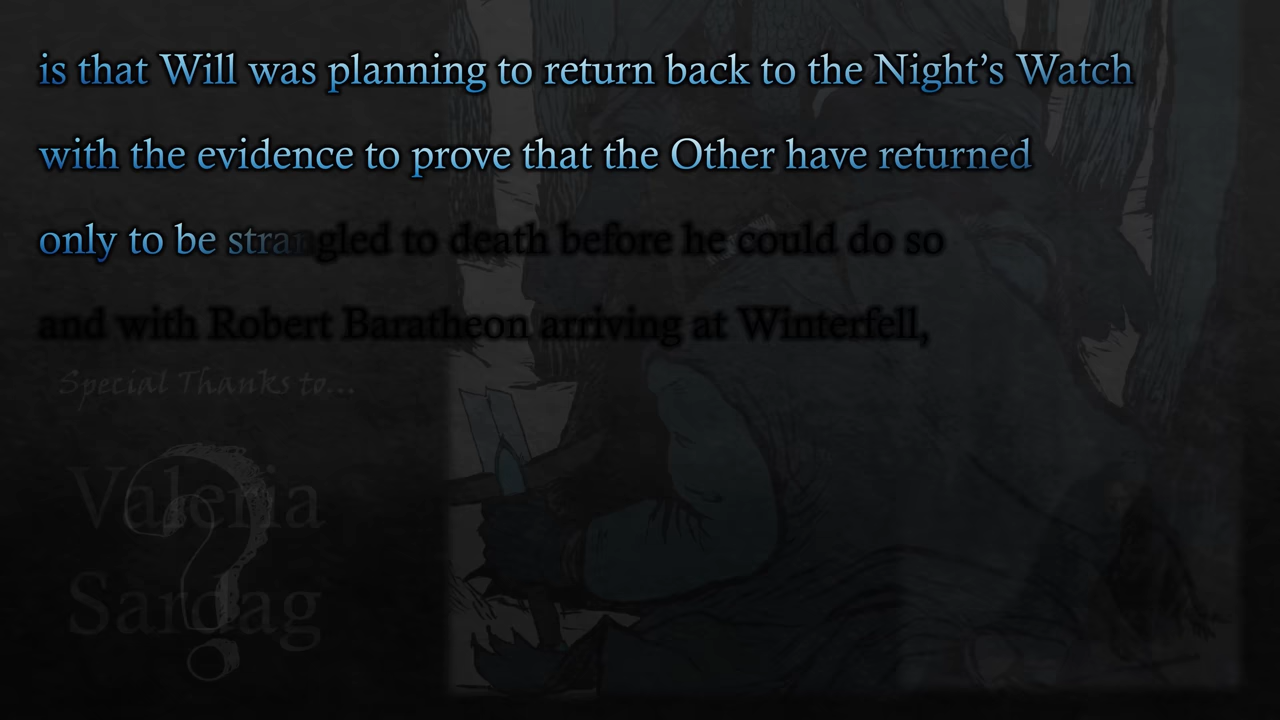 is that Will was planning to return back to the Night’s Watch
with the evidence to prove that the Other have returned
only to be strangled to death before he could do so
and with Robert Baratheon arriving at Winterfell,
Special Thanks to...
Valeria
?
Sardag